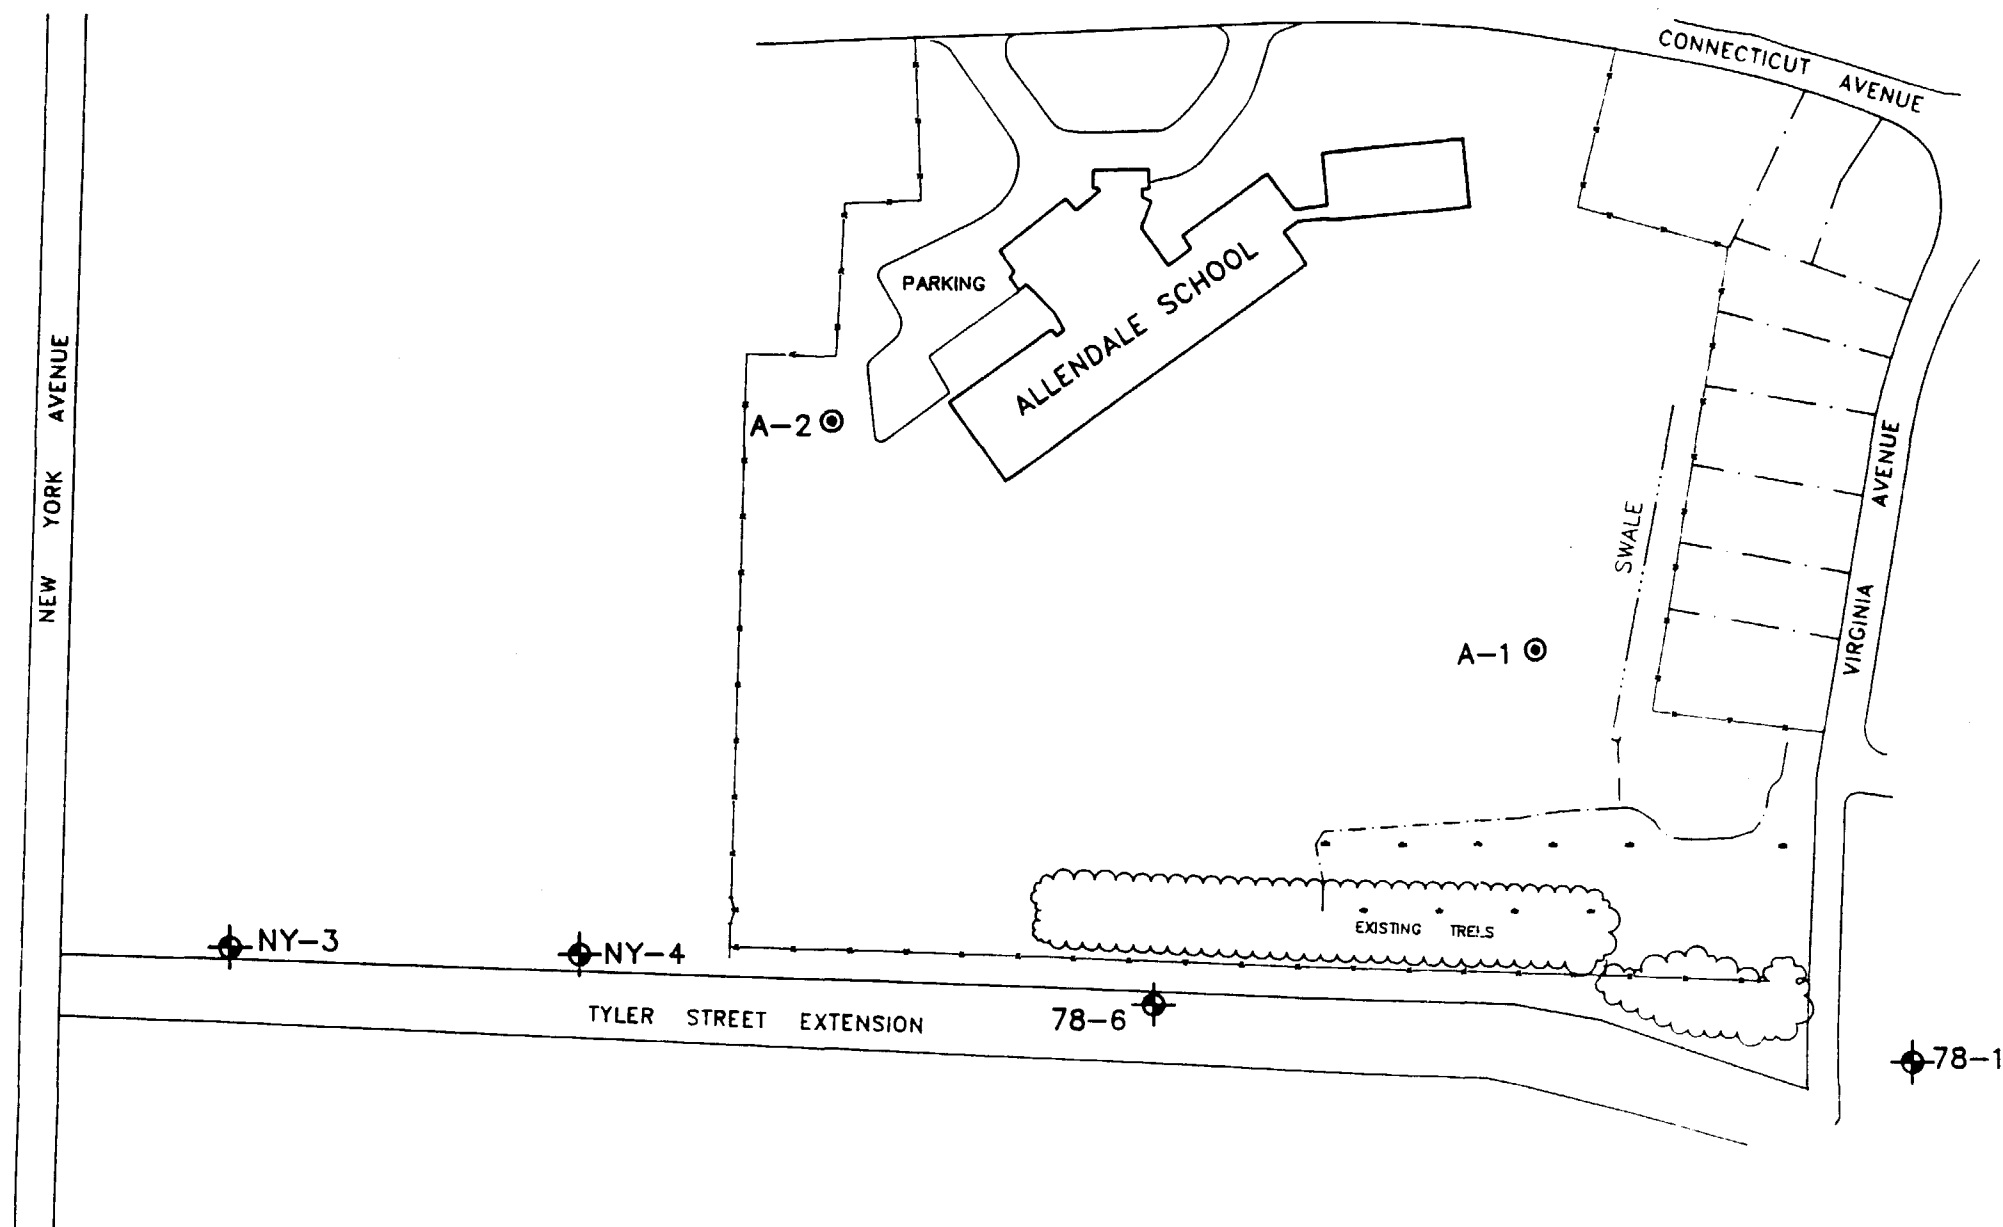 CONNECTICUT AVENUE
PARKING
ALLENDALE SCHOOL
NEW YORK AVENUE
A-2
VIRGINIA AVENUE
SWALE
A-1
EXISTING TREES
NY-3
NY-4
TYLER STREET EXTENSION
78-6
78-1